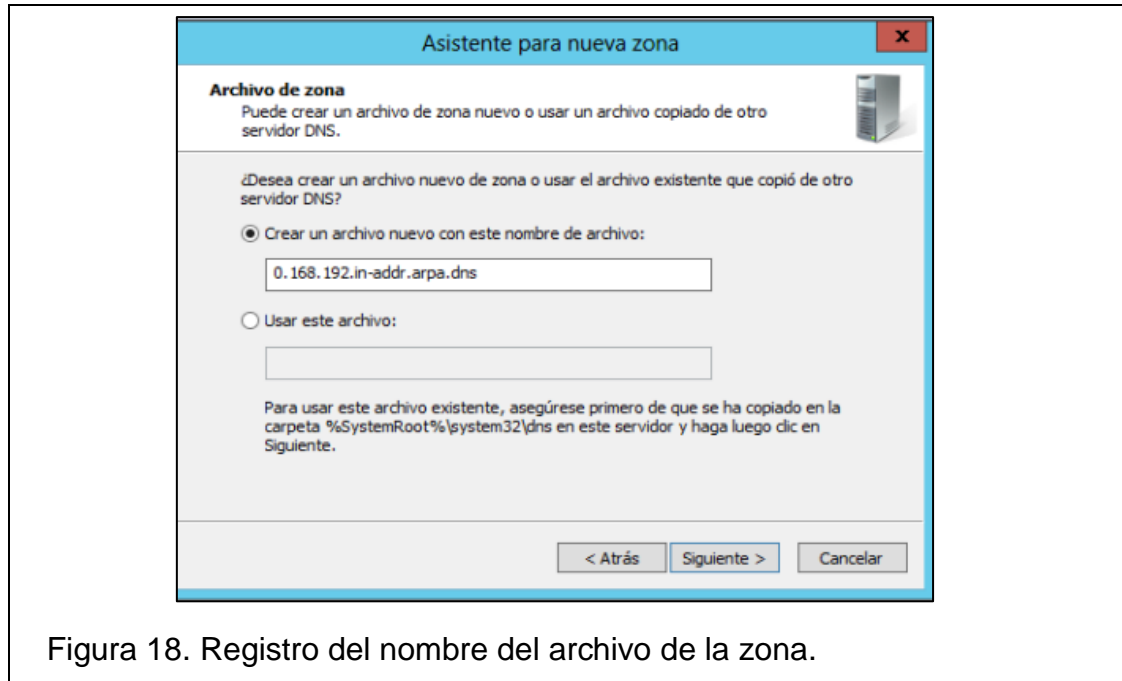 Asistente para nueva zona
x
Archivo de zona
Puede crear un archivo de zona nuevo o usar un archivo copiado de otro
servidor DNS.
¿Desea crear un archivo nuevo de zona o usar el archivo existente que copió de otro
servidor DNS?
Crear un archivo nuevo con este nombre de archivo:
0.168.192.in-addr.arpa.dns
Usar este archivo:
Para usar este archivo existente, asegúrese primero de que se ha copiado en la
carpeta %SystemRoot%\system32\dns en este servidor y haga luego clic en
Siguiente.
< Atrás Siguiente > Cancelar
Figura 18. Registro del nombre del archivo de la zona.